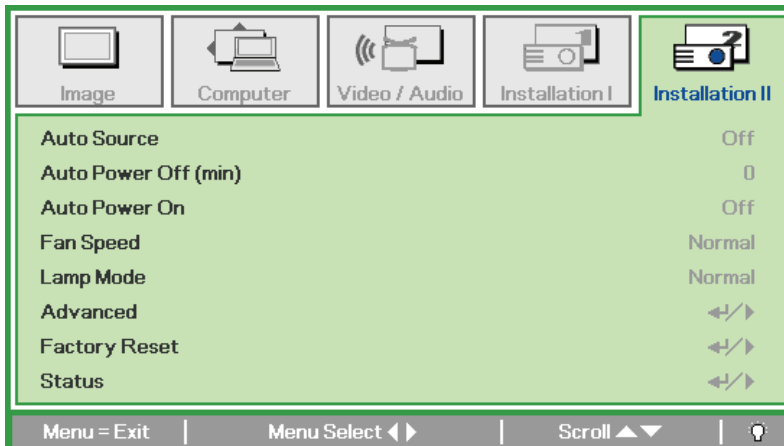 Image
Computer
Video / Audio
Installation I
Installation II
Auto Source Off
Auto Power Off (min) 0
Auto Power On Off
Fan Speed Normal
Lamp Mode Normal
Advanced
Factory Reset
Status
Menu = Exit Menu Select Scroll